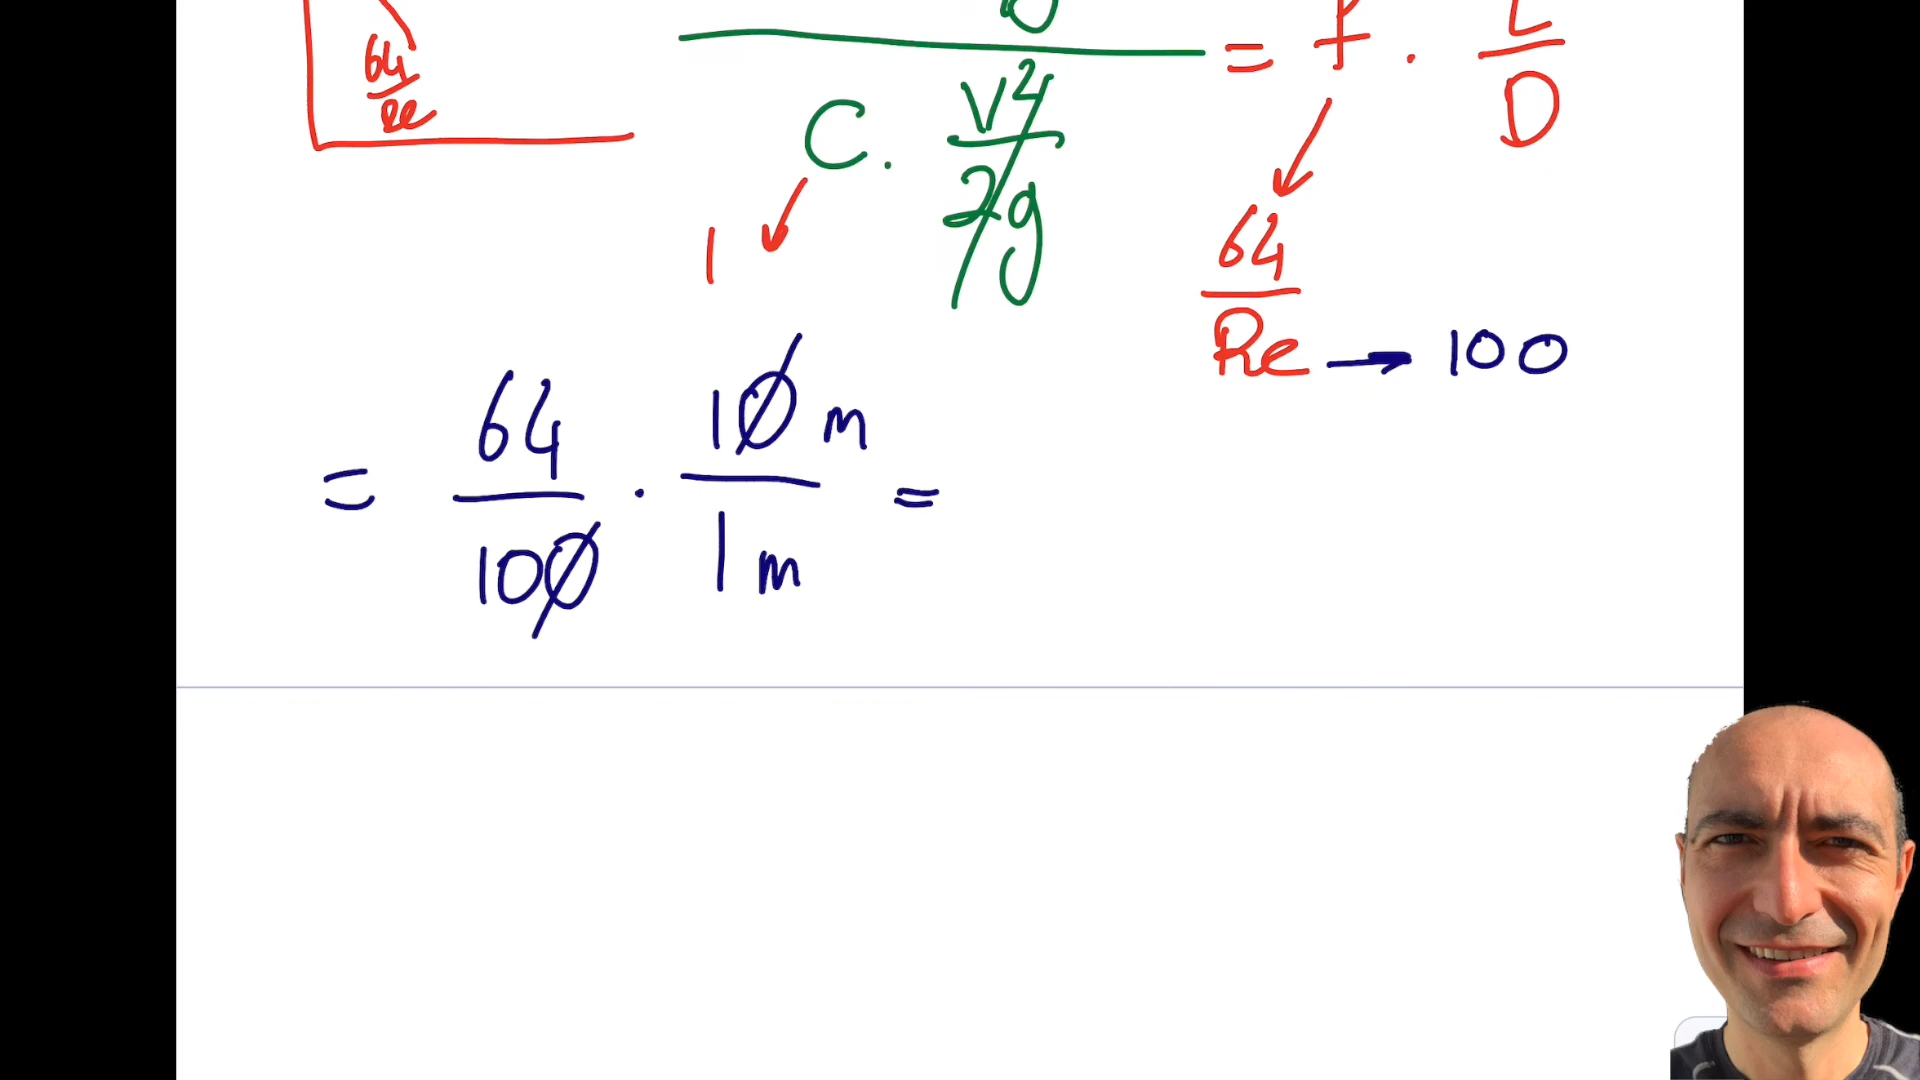 = f · L/D
64/Re
C. V²/2g
1
64/Re → 100
= 64/100 · 10 m/1 m =